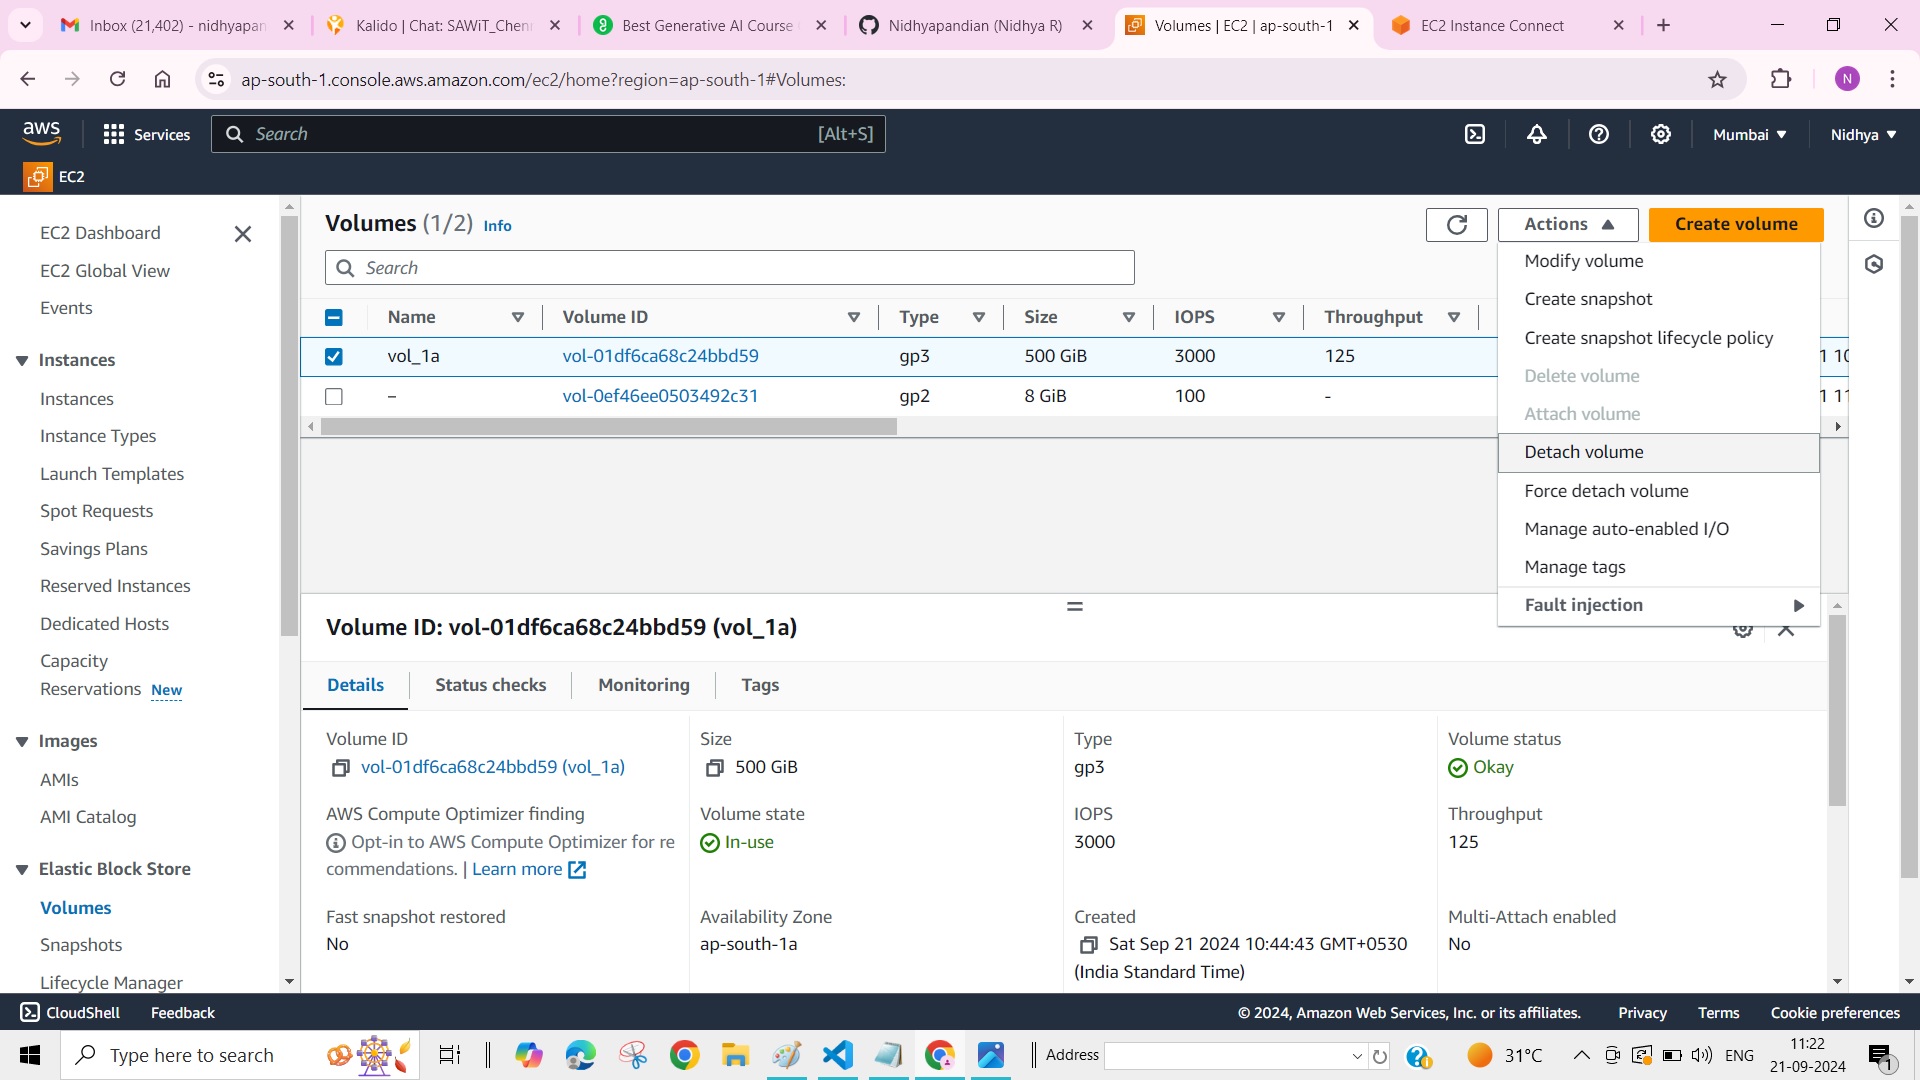 Inbox (21,402) - nidhyapan
Kalido | Chat: SAWiT_Chenn
Best Generative AI Course
Nidhyapandian (Nidhya R)
Volumes | EC2 | ap-south-1
EC2 Instance Connect
ap-south-1.console.aws.amazon.com/ec2/home?region=ap-south-1#Volumes:
N
aws
Services
Search
[Alt+S]
Mumbai
Nidhya
EC2
EC2 Dashboard
EC2 Global View
Events
Instances
Instances
Instance Types
Launch Templates
Spot Requests
Savings Plans
Reserved Instances
Dedicated Hosts
Capacity
Reservations New
Images
AMIs
AMI Catalog
Elastic Block Store
Volumes
Snapshots
Lifecycle Manager
Volumes (1/2) Info
Actions
Create volume
Search
Name Volume ID Type Size IOPS Throughput
vol_1a vol-01df6ca68c24bbd59 gp3 500 GiB 3000 125 1 10
– vol-0ef46ee0503492c31 gp2 8 GiB 100 - 1 11
Modify volume
Create snapshot
Create snapshot lifecycle policy
Delete volume
Attach volume
Detach volume
Force detach volume
Manage auto-enabled I/O
Manage tags
Fault injection
Volume ID: vol-01df6ca68c24bbd59 (vol_1a)
Details
Status checks
Monitoring
Tags
Volume ID
vol-01df6ca68c24bbd59 (vol_1a)
Size
500 GiB
Type
gp3
Volume status
Okay
AWS Compute Optimizer finding
Opt-in to AWS Compute Optimizer for re
commendations. | Learn more
Volume state
In-use
IOPS
3000
Throughput
125
Fast snapshot restored
No
Availability Zone
ap-south-1a
Created
Sat Sep 21 2024 10:44:43 GMT+0530
(India Standard Time)
Multi-Attach enabled
No
CloudShell
Feedback
© 2024, Amazon Web Services, Inc. or its affiliates.
Privacy
Terms
Cookie preferences
Type here to search
Address
31°C
ENG
11:22
21-09-2024
1